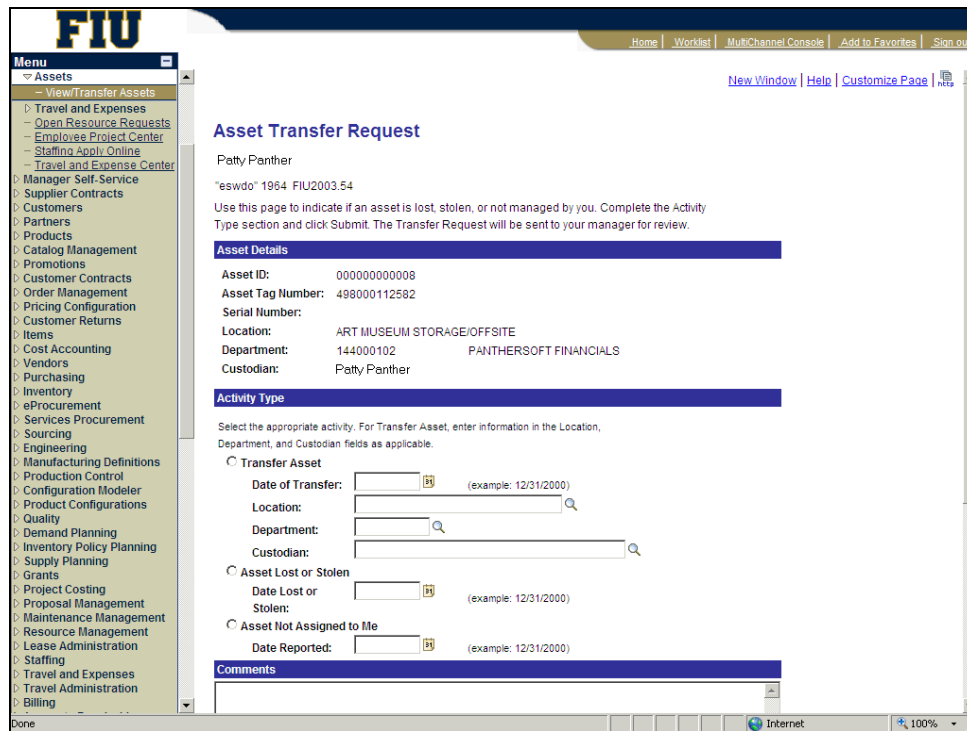 FIU
Home | Worklist | MultiChannel Console | Add to Favorites | Sign ou
Menu
Assets
– View/Transfer Assets
Travel and Expenses
– Open Resource Requests
– Employee Project Center
– Staffing Apply Online
– Travel and Expense Center
Manager Self-Service
Supplier Contracts
Customers
Partners
Products
Catalog Management
Promotions
Customer Contracts
Order Management
Pricing Configuration
Customer Returns
Items
Cost Accounting
Vendors
Purchasing
Inventory
eProcurement
Services Procurement
Sourcing
Engineering
Manufacturing Definitions
Production Control
Configuration Modeler
Product Configurations
Quality
Demand Planning
Inventory Policy Planning
Supply Planning
Grants
Project Costing
Proposal Management
Maintenance Management
Resource Management
Lease Administration
Staffing
Travel and Expenses
Travel Administration
Billing
New Window | Help | Customize Page | http
Asset Transfer Request
Patty Panther
"eswdo" 1964 FIU2003.54
Use this page to indicate if an asset is lost, stolen, or not managed by you. Complete the Activity
Type section and click Submit. The Transfer Request will be sent to your manager for review.
Asset Details
Asset ID: 000000000008
Asset Tag Number: 498000112582
Serial Number:
Location: ART MUSEUM STORAGE/OFFSITE
Department: 144000102 PANTHERSOFT FINANCIALS
Custodian: Patty Panther
Activity Type
Select the appropriate activity. For Transfer Asset, enter information in the Location,
Department, and Custodian fields as applicable.
Transfer Asset
Date of Transfer: 31 (example: 12/31/2000)
Location:
Department:
Custodian:
Asset Lost or Stolen
Date Lost or
Stolen: 31 (example: 12/31/2000)
Asset Not Assigned to Me
Date Reported: 31 (example: 12/31/2000)
Comments
Done
Internet
100%